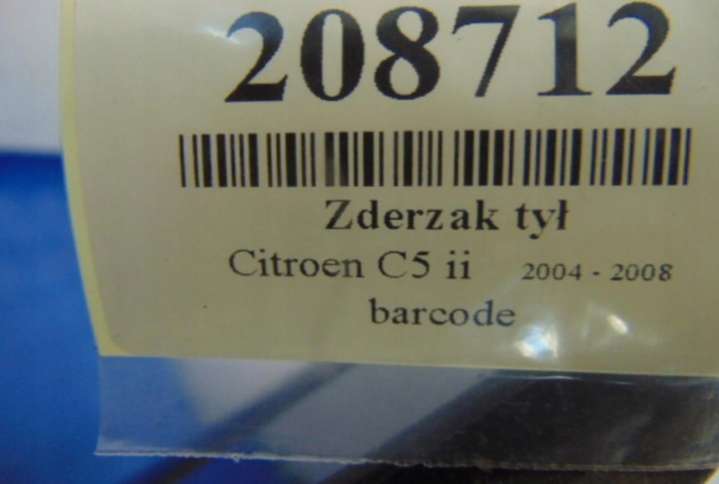 208712
Zderzak tył
Citroen C5 ii 2004 - 2008
barcode